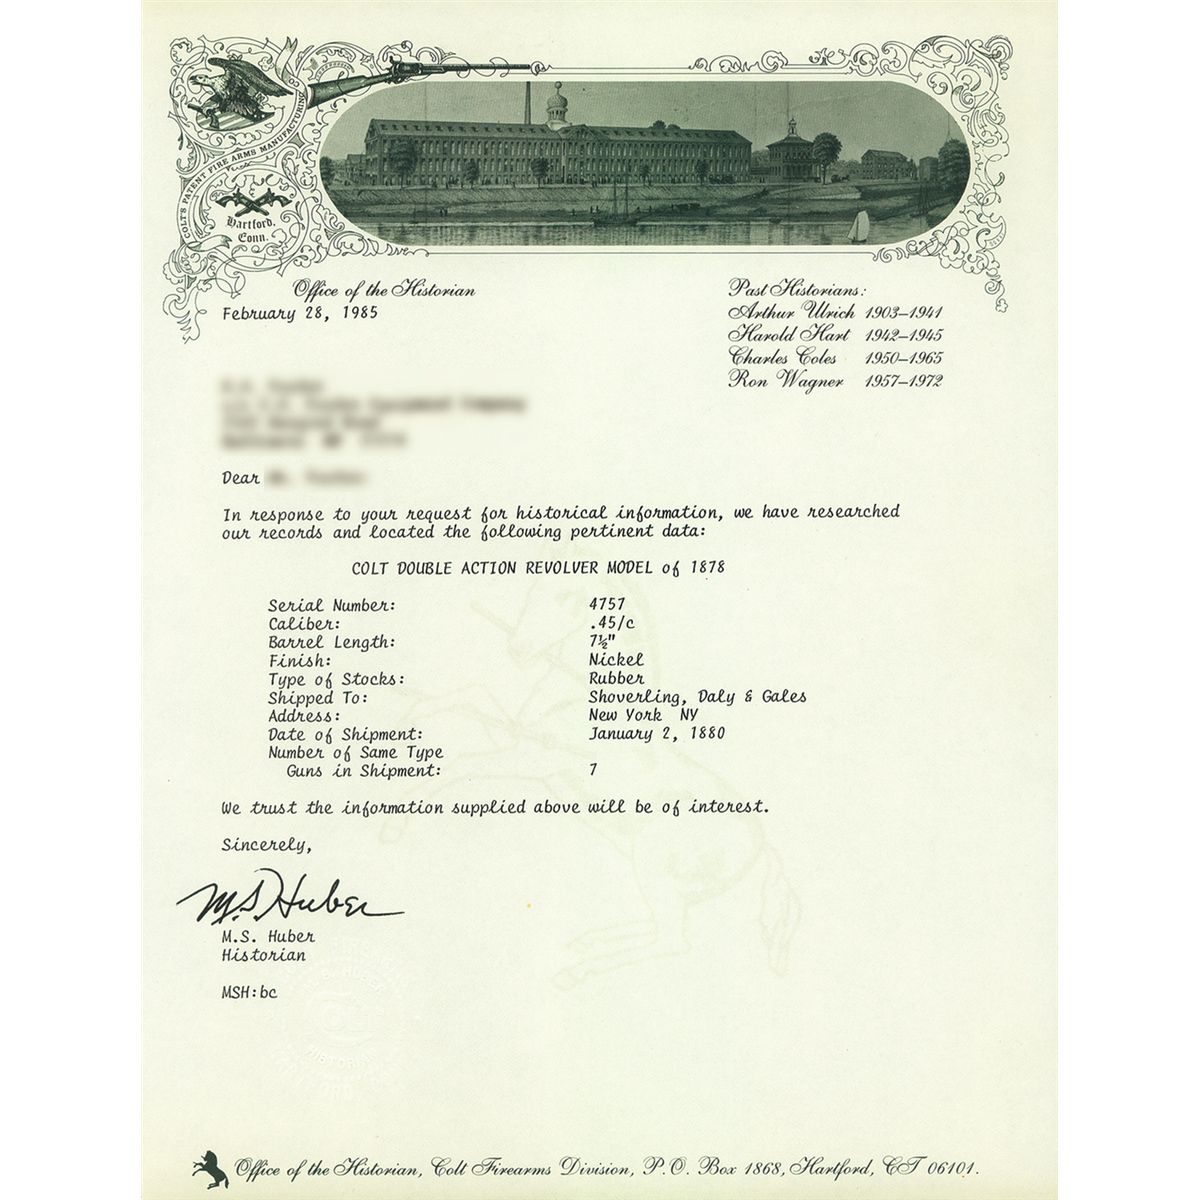 COLT'S PATENT FIRE ARMS MANUFACTURING
Hartford,
Conn.
Office of the Historian
February 28, 1985
Past Historians:
Arthur Ulrich 1903–1941
Harold Hart 1942–1945
Charles Coles 1950–1965
Ron Wagner 1957–1972
Dear
In response to your request for historical information, we have researched
our records and located the following pertinent data:
COLT DOUBLE ACTION REVOLVER MODEL of 1878
Serial Number: 4757
Caliber: .45/c
Barrel Length: 7½"
Finish: Nickel
Type of Stocks: Rubber
Shipped To: Shoverling, Daly & Gales
Address: New York NY
Date of Shipment: January 2, 1880
Number of Same Type
Guns in Shipment: 7
We trust the information supplied above will be of interest.
Sincerely,
M.S. Huber
M.S. Huber
Historian
MSH:bc
COLT
HISTORIAN
Office of the Historian, Colt Firearms Division, P.O. Box 1868, Hartford, CT 06101.